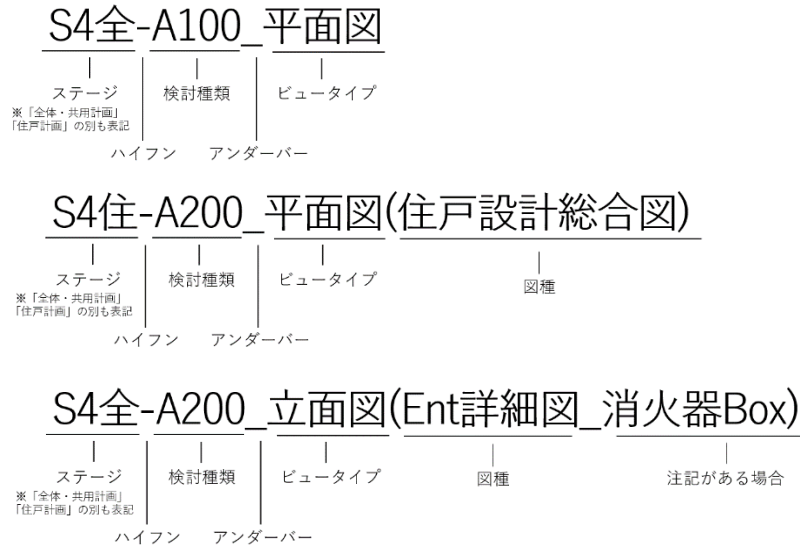 S4全-A100_平面図
ステージ 検討種類 ビュータイプ
※「全体・共用計画」
「住戸計画」の別も表記
ハイフン アンダーバー
S4住-A200_平面図(住戸設計総合図)
ステージ 検討種類 ビュータイプ 図種
※「全体・共用計画」
「住戸計画」の別も表記
ハイフン アンダーバー
S4全-A200_立面図(Ent詳細図_消火器Box)
ステージ 検討種類 ビュータイプ 図種 注記がある場合
※「全体・共用計画」
「住戸計画」の別も表記
ハイフン アンダーバー